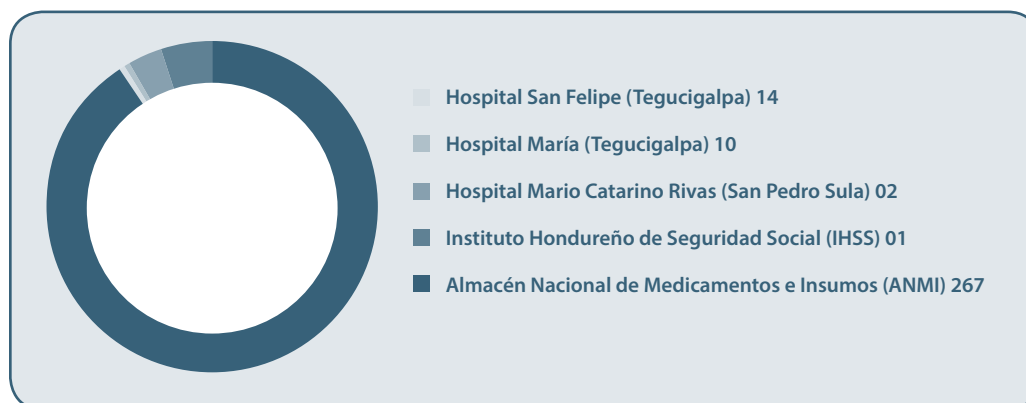 Hospital San Felipe (Tegucigalpa) 14
Hospital María (Tegucigalpa) 10
Hospital Mario Catarino Rivas (San Pedro Sula) 02
Instituto Hondureño de Seguridad Social (IHSS) 01
Almacén Nacional de Medicamentos e Insumos (ANMI) 267